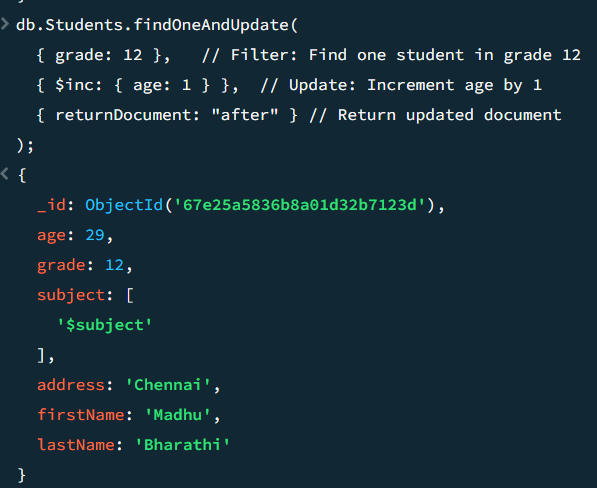 db.Students.findOneAndUpdate(
{ grade: 12 },   // Filter: Find one student in grade 12
{ $inc: { age: 1 } },  // Update: Increment age by 1
{ returnDocument: "after" } // Return updated document
);
{
_id: ObjectId('67e25a5836b8a01d32b7123d'),
age: 29,
grade: 12,
subject: [
'$subject'
],
address: 'Chennai',
firstName: 'Madhu',
lastName: 'Bharathi'
}